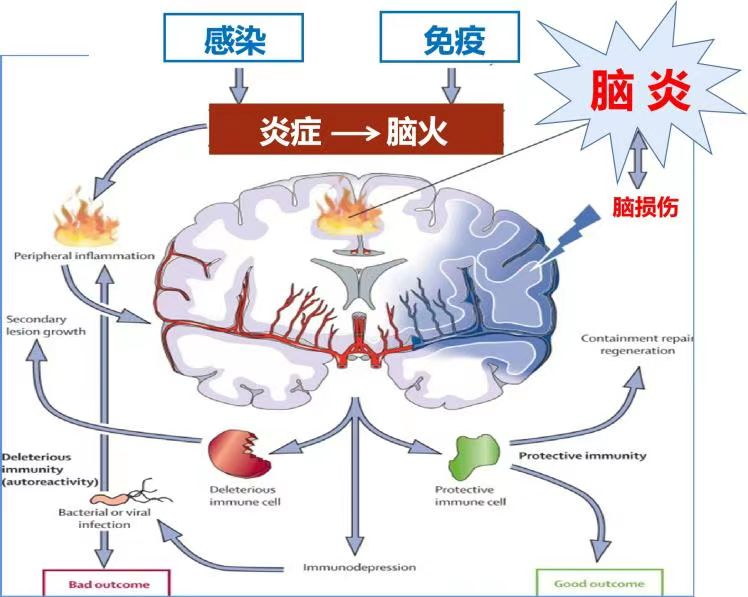 感染
免疫
脑 炎
炎症 → 脑火
脑损伤
Peripheral inflammation
Secondary
lesion growth
Containment repair
regeneration
Deleterious
immunity
(autoreactivity)
Deleterious
immune cell
Protective
immune cell
Protective immunity
Bacterial or viral
infection
Immunodepression
Bad outcome
Good outcome